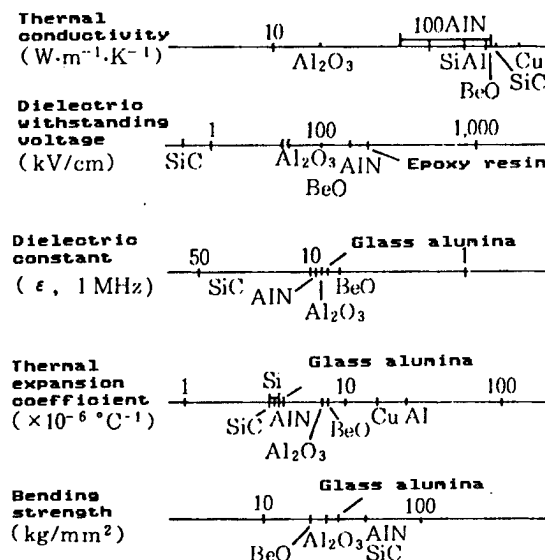 Thermal
conductivity
(W·m⁻¹·K⁻¹)
10
100AlN
Al₂O₃
SiAl
Cu
SiC
BeO
Dielectric
withstanding
voltage
(kV/cm)
1
100
1,000
SiC
Al₂O₃
AlN
Epoxy resin
BeO
Dielectric
constant
(ε, 1 MHz)
50
10
Glass alumina
1
SiC
AlN
BeO
Al₂O₃
Thermal
expansion
coefficient
(×10⁻⁶ °C⁻¹)
1
Si
Glass alumina
10
100
SiC
AlN
BeO
Cu Al
Al₂O₃
Bending
strength
(kg/mm²)
10
Glass alumina
100
BeO
Al₂O₃
AlN
SiC